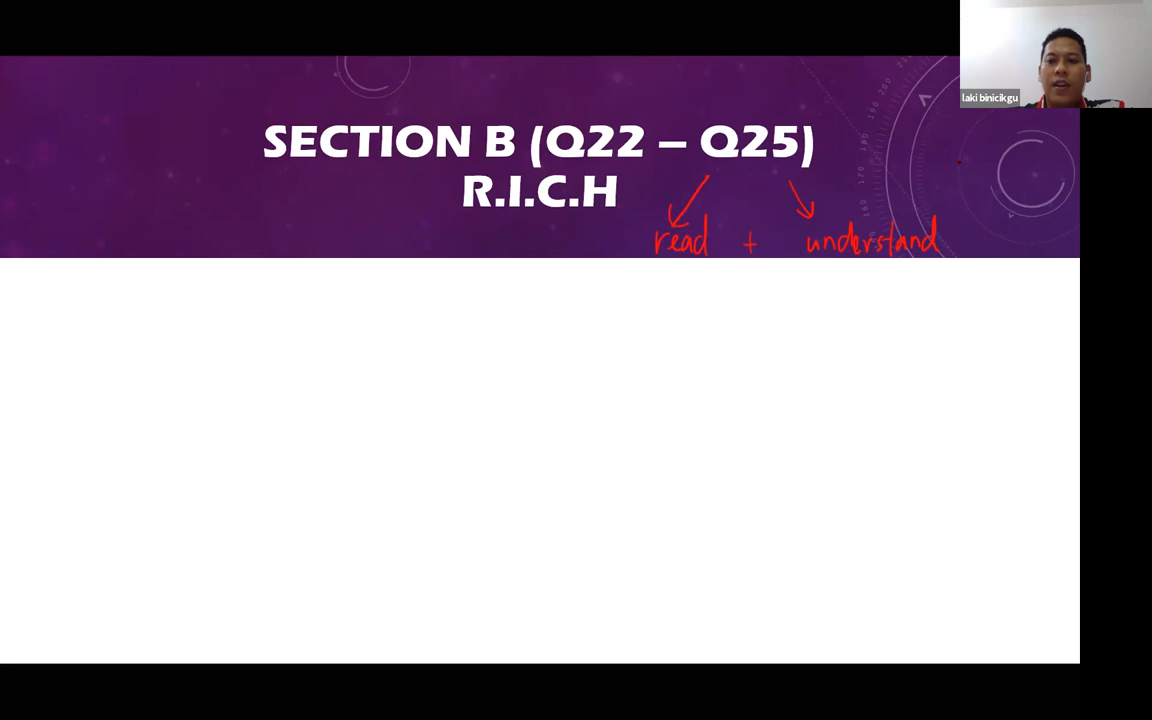 laki binicikgu
SECTION B (Q22 – Q25)
R.I.C.H
read + understand